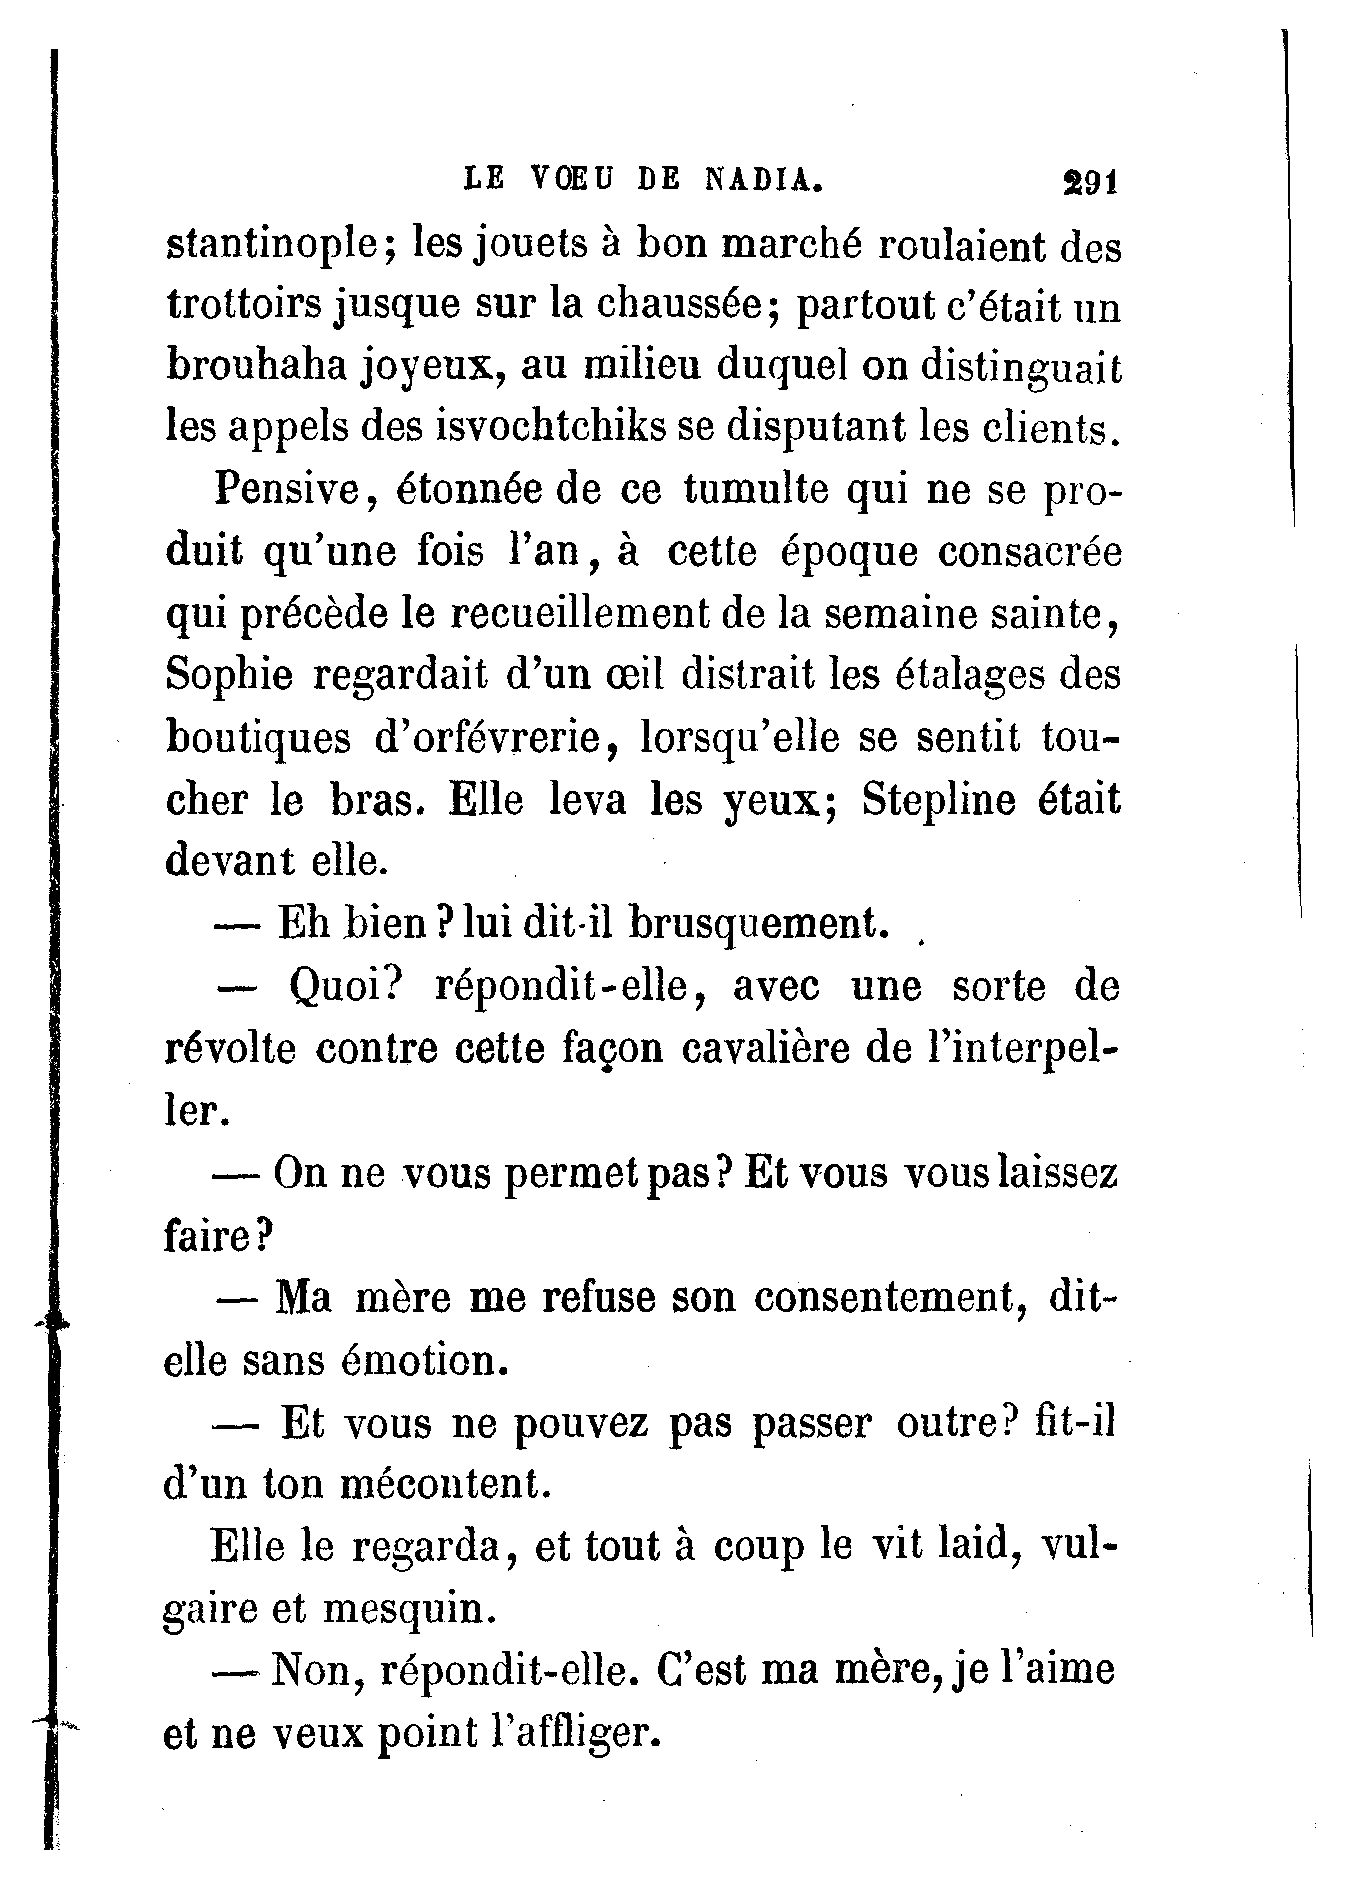 LE VŒU DE NADIA. 291
stantinople; les jouets à bon marché roulaient des
trottoirs jusque sur la chaussée; partout c'était un
brouhaha joyeux, au milieu duquel on distinguait
les appels des isvochtchiks se disputant les clients.
Pensive, étonnée de ce tumulte qui ne se pro-
duit qu'une fois l'an, à cette époque consacrée
qui précède le recueillement de la semaine sainte,
Sophie regardait d'un œil distrait les étalages des
boutiques d'orfévrerie, lorsqu'elle se sentit tou-
cher le bras. Elle leva les yeux; Stepline était
devant elle.
— Eh bien ? lui dit-il brusquement.
— Quoi? répondit-elle, avec une sorte de
révolte contre cette façon cavalière de l'interpel-
ler.
— On ne vous permet pas? Et vous vous laissez
faire?
— Ma mère me refuse son consentement, dit-
elle sans émotion.
— Et vous ne pouvez pas passer outre? fit-il
d'un ton mécontent.
Elle le regarda, et tout à coup le vit laid, vul-
gaire et mesquin.
— Non, répondit-elle. C'est ma mère, je l'aime
et ne veux point l'affliger.